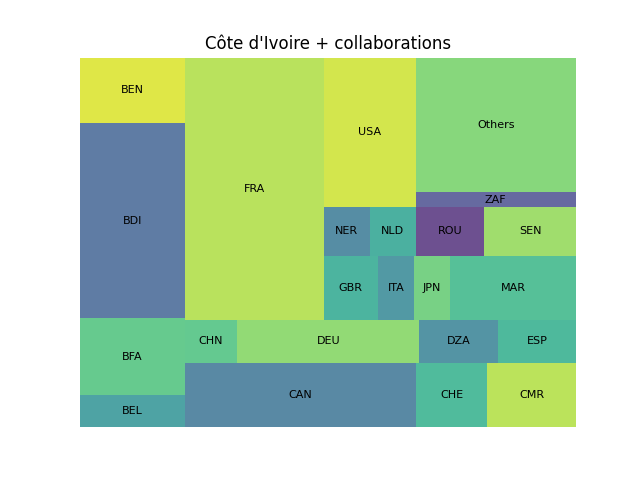 Côte d'Ivoire + collaborations
BEN
USA
Others
FRA
ZAF
BDI
NER
NLD
ROU
SEN
GBR
ITA
JPN
MAR
CHN
DEU
DZA
ESP
BFA
CAN
CHE
CMR
BEL